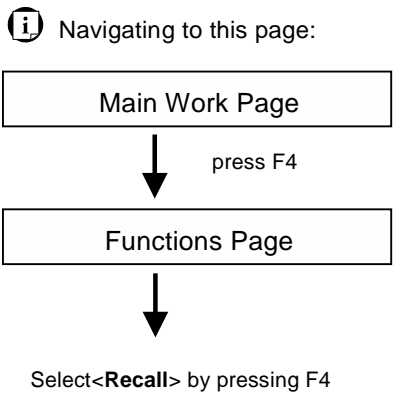 Navigating to this page:
Main Work Page
press F4
Functions Page
Select<Recall> by pressing F4